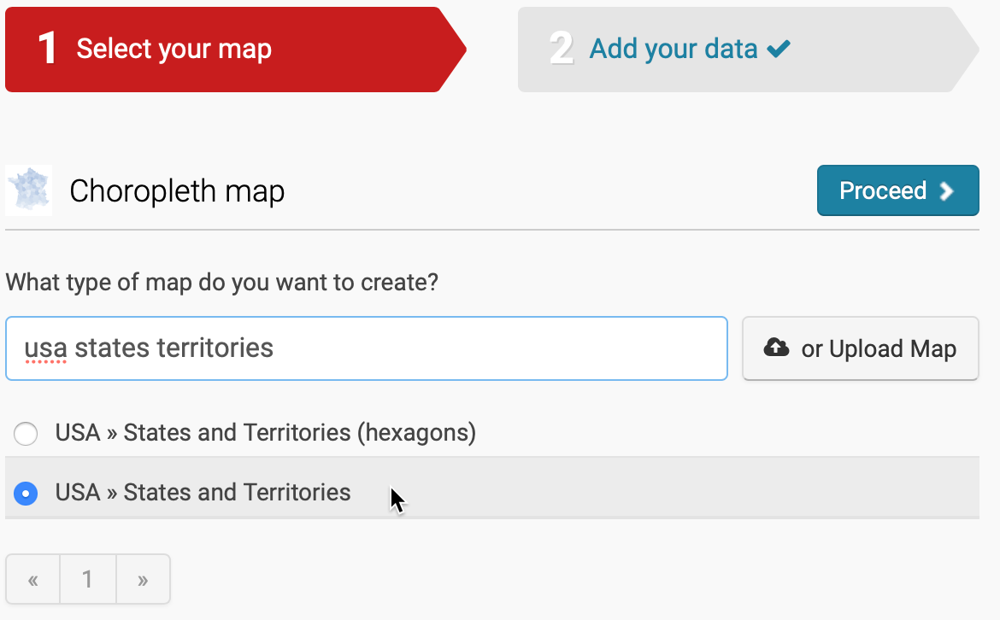 1 Select your map
2 Add your data ✔
Choropleth map
Proceed
What type of map do you want to create?
usa states territories
or Upload Map
USA » States and Territories (hexagons)
USA » States and Territories
« 1 »